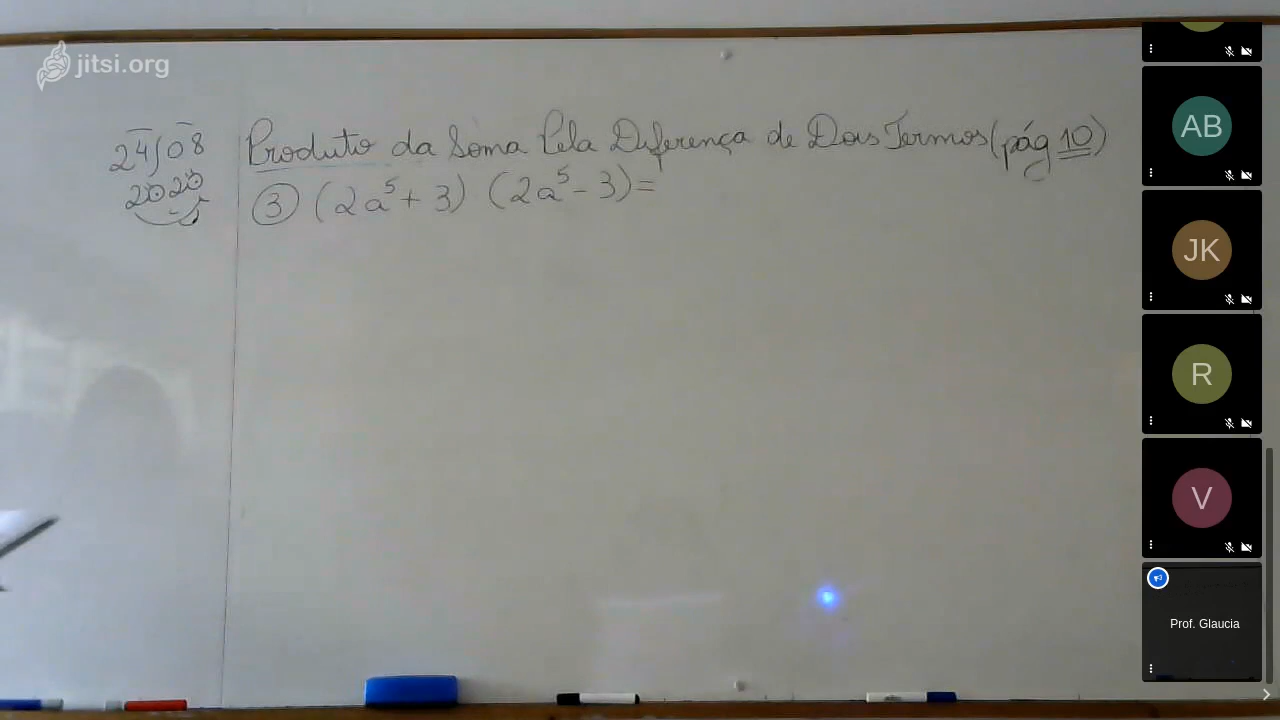 jitsi.org
24/08
2020
Produto da Soma Pela Diferença de Dois Termos (pág 10)
③ (2a⁵ + 3) (2a⁵ - 3) =
AB
JK
R
V
Prof. Glaucia